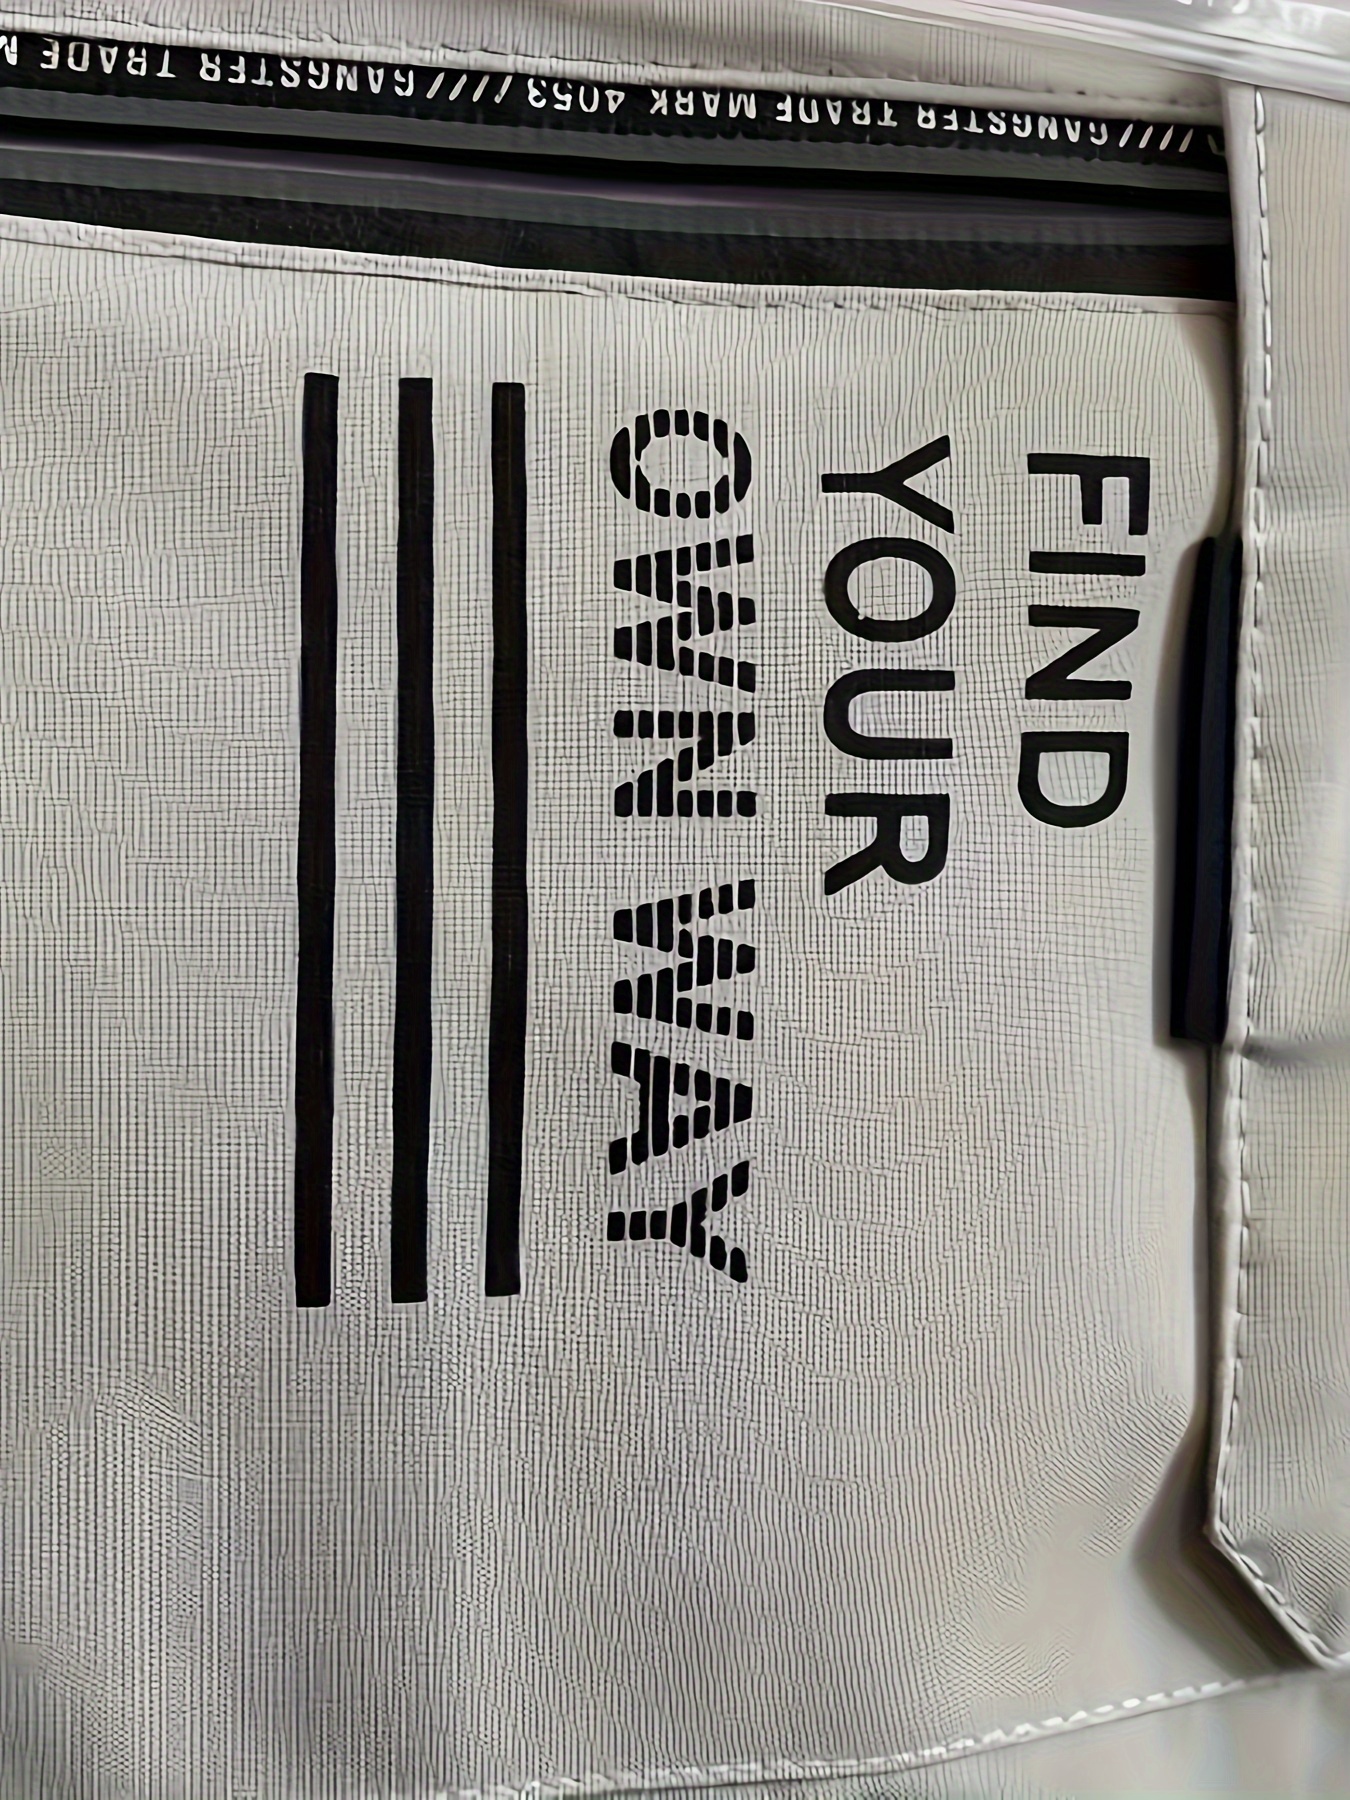 //// GANGSTER TRADE MARK 4053 //// GANGSTER TRADE
FIND
YOUR
OWN WAY